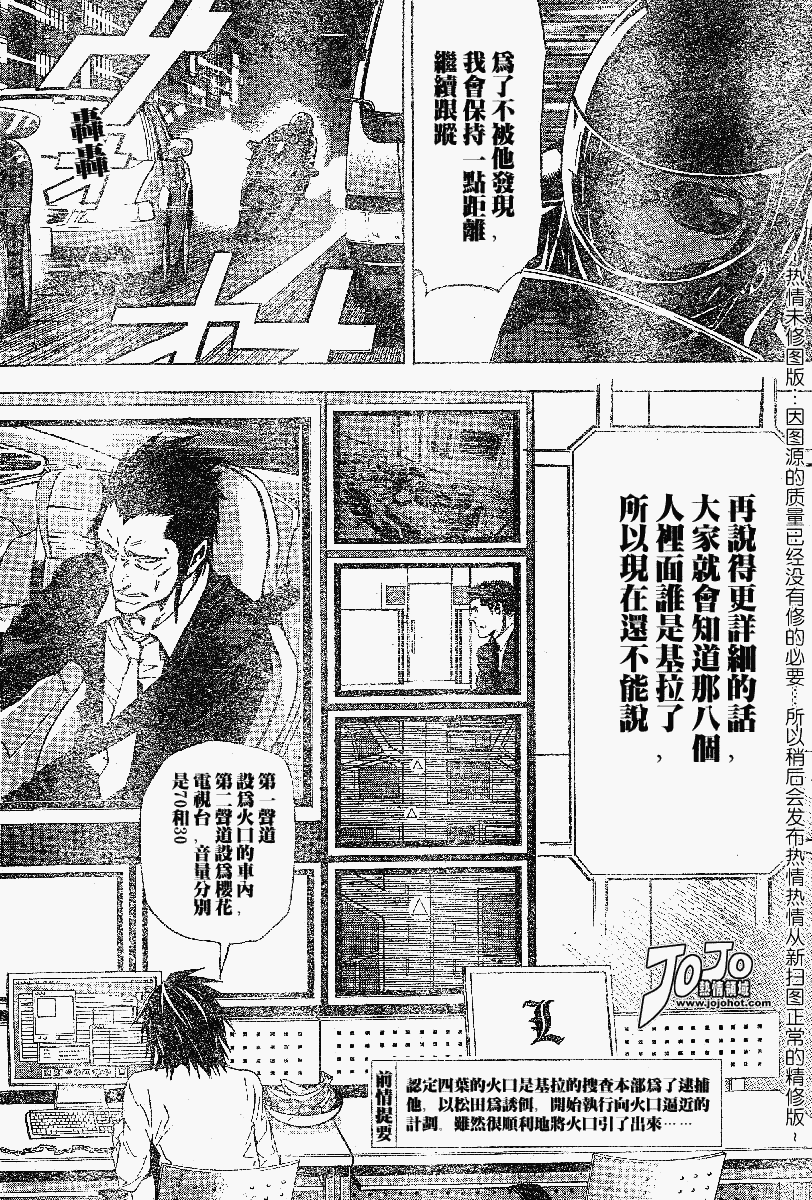 為了不被他發現，
我會保持一點距離
繼續跟蹤
轟轟
再說得更詳細的話，
大家就會知道那八個
人裡面誰是基拉了，
所以現在還不能說
第一聲道
設為火口的車內，
第二聲道設為櫻花
電視台，音量分別
是70和30
L
JOJO
熱情領域
www.jojohot.com
前情提要
認定四葉的火口是基拉的搜查本部為了逮捕
他，以松田為誘餌，開始執行向火口逼近的
計劃。雖然很順利地將火口引了出來……
~热情未修图版…因图源的质量已经没有修的必要…所以稍后会发布热情热情从新扫图正常的精修版~